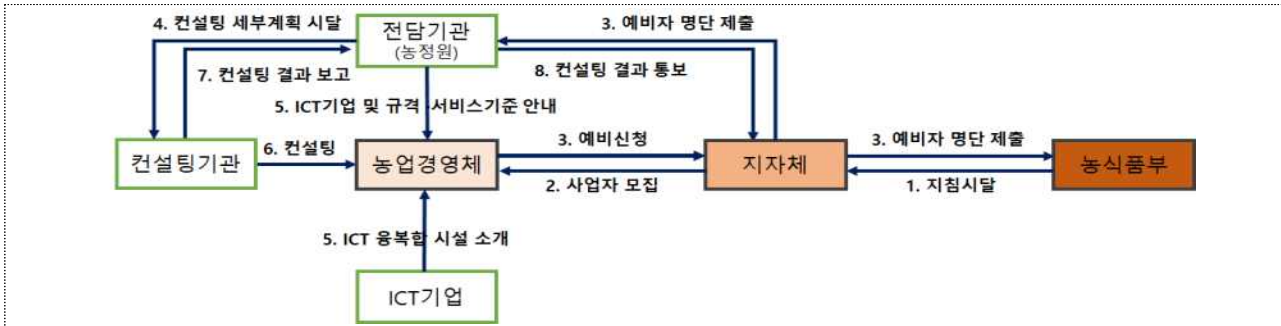 4. 컨설팅 세부계획 시달
전담기관
(농정원)
3. 예비자 명단 제출
7. 컨설팅 결과 보고
8. 컨설팅 결과 통보
5. ICT기업 및 규격·서비스기준 안내
컨설팅기관
6. 컨설팅
농업경영체
3. 예비신청
2. 사업자 모집
지자체
3. 예비자 명단 제출
1. 지침시달
농식품부
5. ICT 융복합 시설 소개
ICT기업